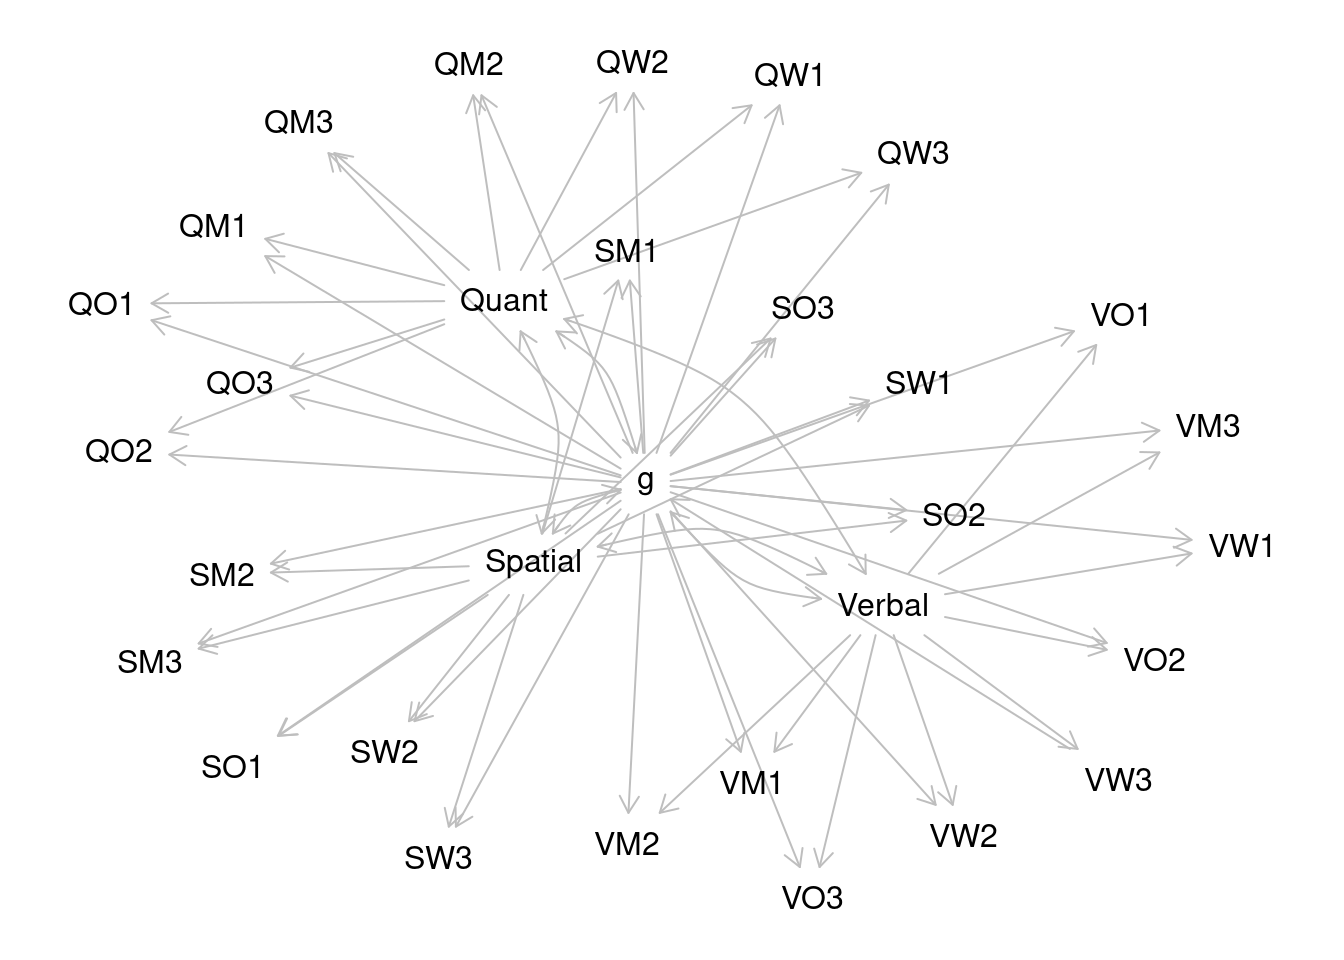 QW2
QM2
QW1
QM3
QW3
QM1
SM1
Quant
QO1
SO3
VO1
QO3
SW1
VM3
QO2
g
SO2
VW1
Spatial
SM2
Verbal
VO2
SM3
SW2
SO1
VW3
VM1
VW2
VM2
SW3
VO3